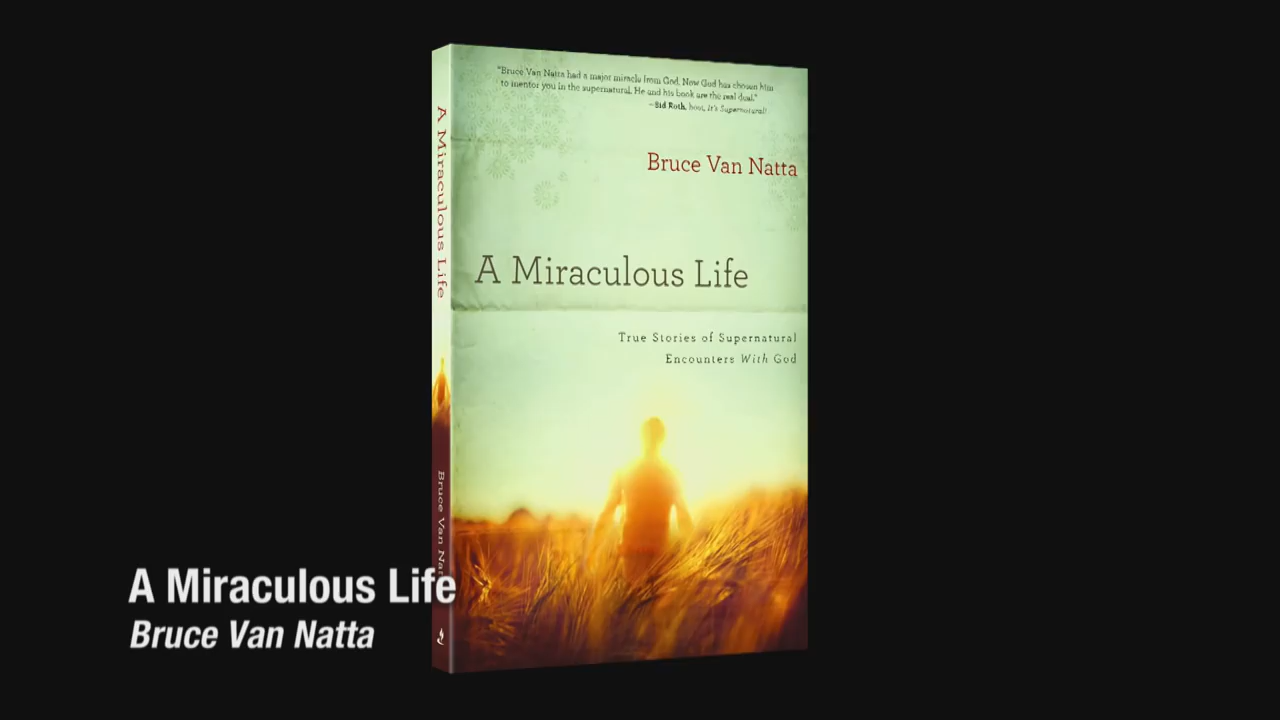 "Bruce Van Natta had a major miracle from God. Now God has chosen him
to mentor you in the supernatural. He and his book are the real deal."
—Sid Roth, host, It's Supernatural!
Bruce Van Natta
A Miraculous Life
True Stories of Supernatural
Encounters With God
A Miraculous Life
Bruce Van Nat
A Miraculous Life
Bruce Van Natta